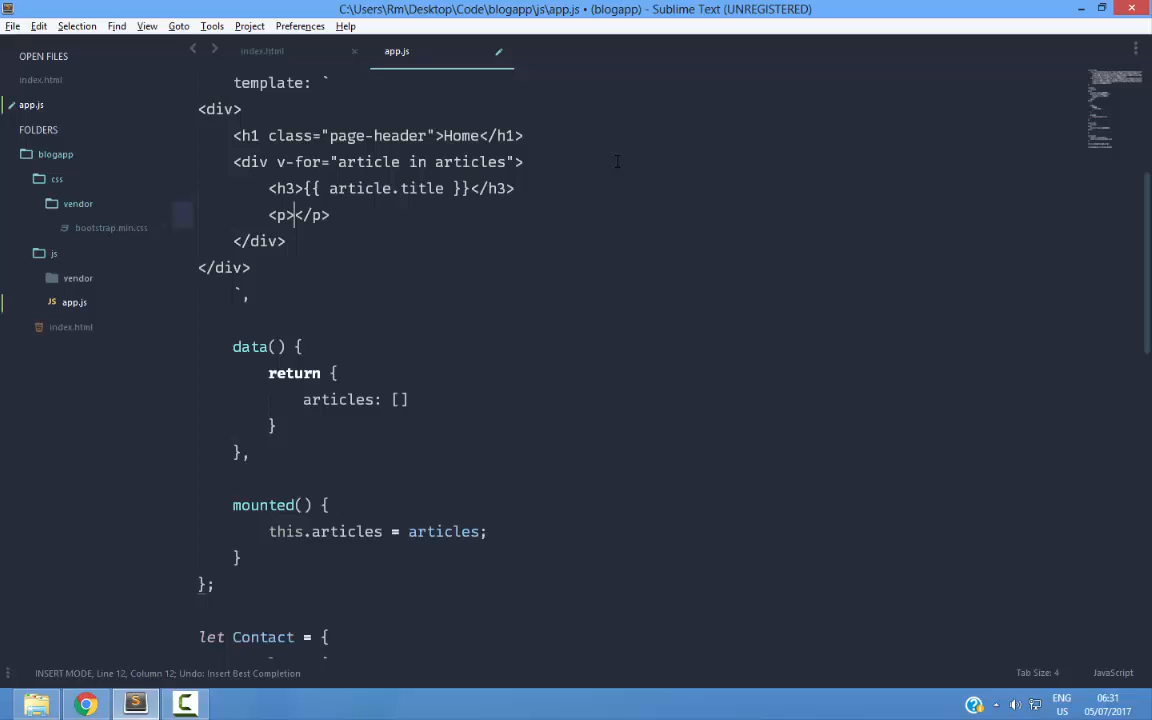 C:\Users\Rm\Desktop\Code\blogapp\js\app.js • (blogapp) - Sublime Text (UNREGISTERED)
File Edit Selection Find View Goto Tools Project Preferences Help
OPEN FILES
index.html
app.js
FOLDERS
blogapp
css
vendor
bootstrap.min.css
js
vendor
JS app.js
index.html
index.html
app.js
template: `
<div>
<h1 class="page-header">Home</h1>
<div v-for="article in articles">
<h3>{{ article.title }}</h3>
<p></p>
</div>
</div>
`,
data() {
return {
articles: []
}
},
mounted() {
this.articles = articles;
}
};
let Contact = {
INSERT MODE, Line 12, Column 12; Undo: Insert Best Completion
Tab Size: 4
JavaScript
ENG
US
06:31
05/07/2017